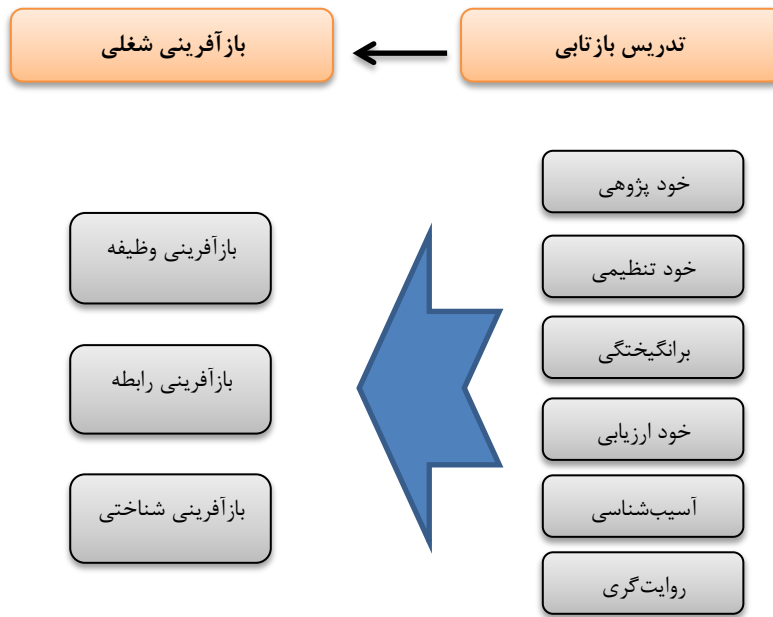 تدریس بازتابی
بازآفرینی شغلی
خود پژوهی
خود تنظیمی
برانگیختگی
خود ارزیابی
آسیب‌شناسی
روایت‌گری
بازآفرینی وظیفه
بازآفرینی رابطه
بازآفرینی شناختی